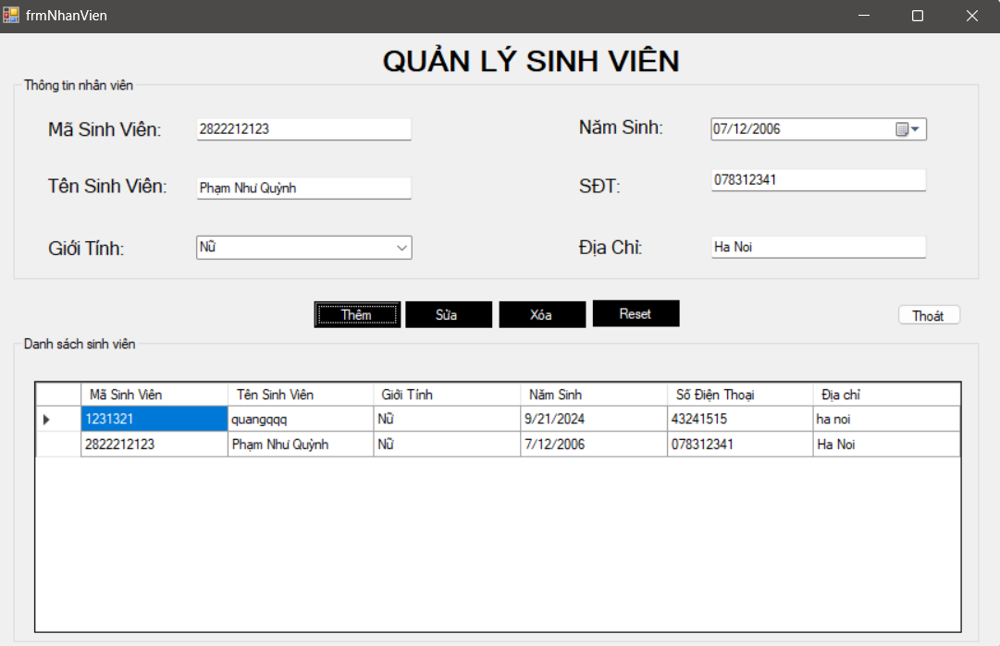 frmNhanVien
QUẢN LÝ SINH VIÊN
Thông tin nhân viên
Mã Sinh Viên: 2822212123 Năm Sinh: 07/12/2006
Tên Sinh Viên: Phạm Như Quỳnh SĐT: 078312341
Giới Tính: Nữ Địa Chỉ: Ha Noi
Thêm Sửa Xóa Reset Thoát
Danh sách sinh viên
Mã Sinh Viên Tên Sinh Viên Giới Tính Năm Sinh Số Điện Thoại Địa chỉ
1231321 quangqqq Nữ 9/21/2024 43241515 ha noi
2822212123 Phạm Như Quỳnh Nữ 7/12/2006 078312341 Ha Noi